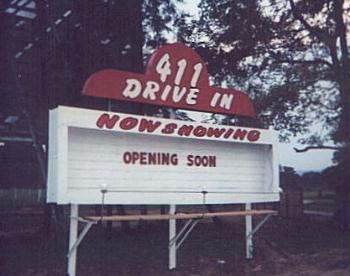 411
DRIVE IN
NOW SHOWING
OPENING SOON